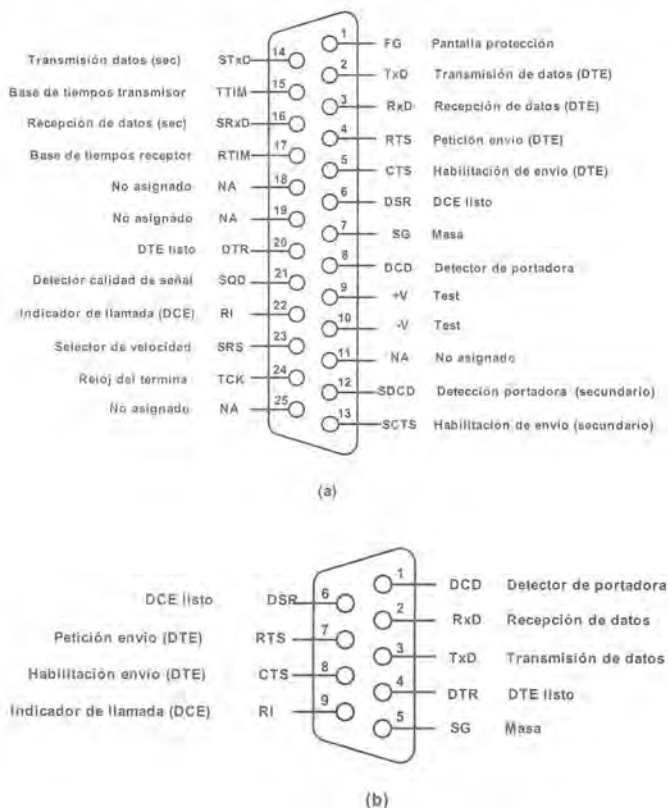 1 FG Pantalla protección
Transmisión datos (sec) STxD 14
2 TxD Transmisión de datos (DTE)
Base de tiempos transmisor TTIM 15
3 RxD Recepción de datos (DTE)
Recepción de datos (sec) SRxD 16
4 RTS Petición envio (DTE)
Base de tiempos receptor RTIM 17
5 CTS Habilitación de envio (DTE)
No asignado NA 18
6 DSR DCE listo
No asignado NA 19
7 SG Masa
DTE listo DTR 20
8 DCD Detector de portadora
Detector calidad de señal SQD 21
9 +V Test
Indicador de llamada (DCE) RI 22
10 -V Test
Selector de velocidad SRS 23
11 NA No asignado
Reloj del termina TCK 24
12 SDCD Detección portadora (secundario)
No asignado NA 25
13 SCTS Habilitación de envio (secundario)
(a)
1 DCD Detector de portadora
DCE listo DSR 6
2 RxD Recepción de datos
Petición envio (DTE) RTS 7
3 TxD Transmisión de datos
Habilitación envio (DTE) CTS 8
4 DTR DTE listo
Indicador de llamada (DCE) RI 9
5 SG Masa
(b)